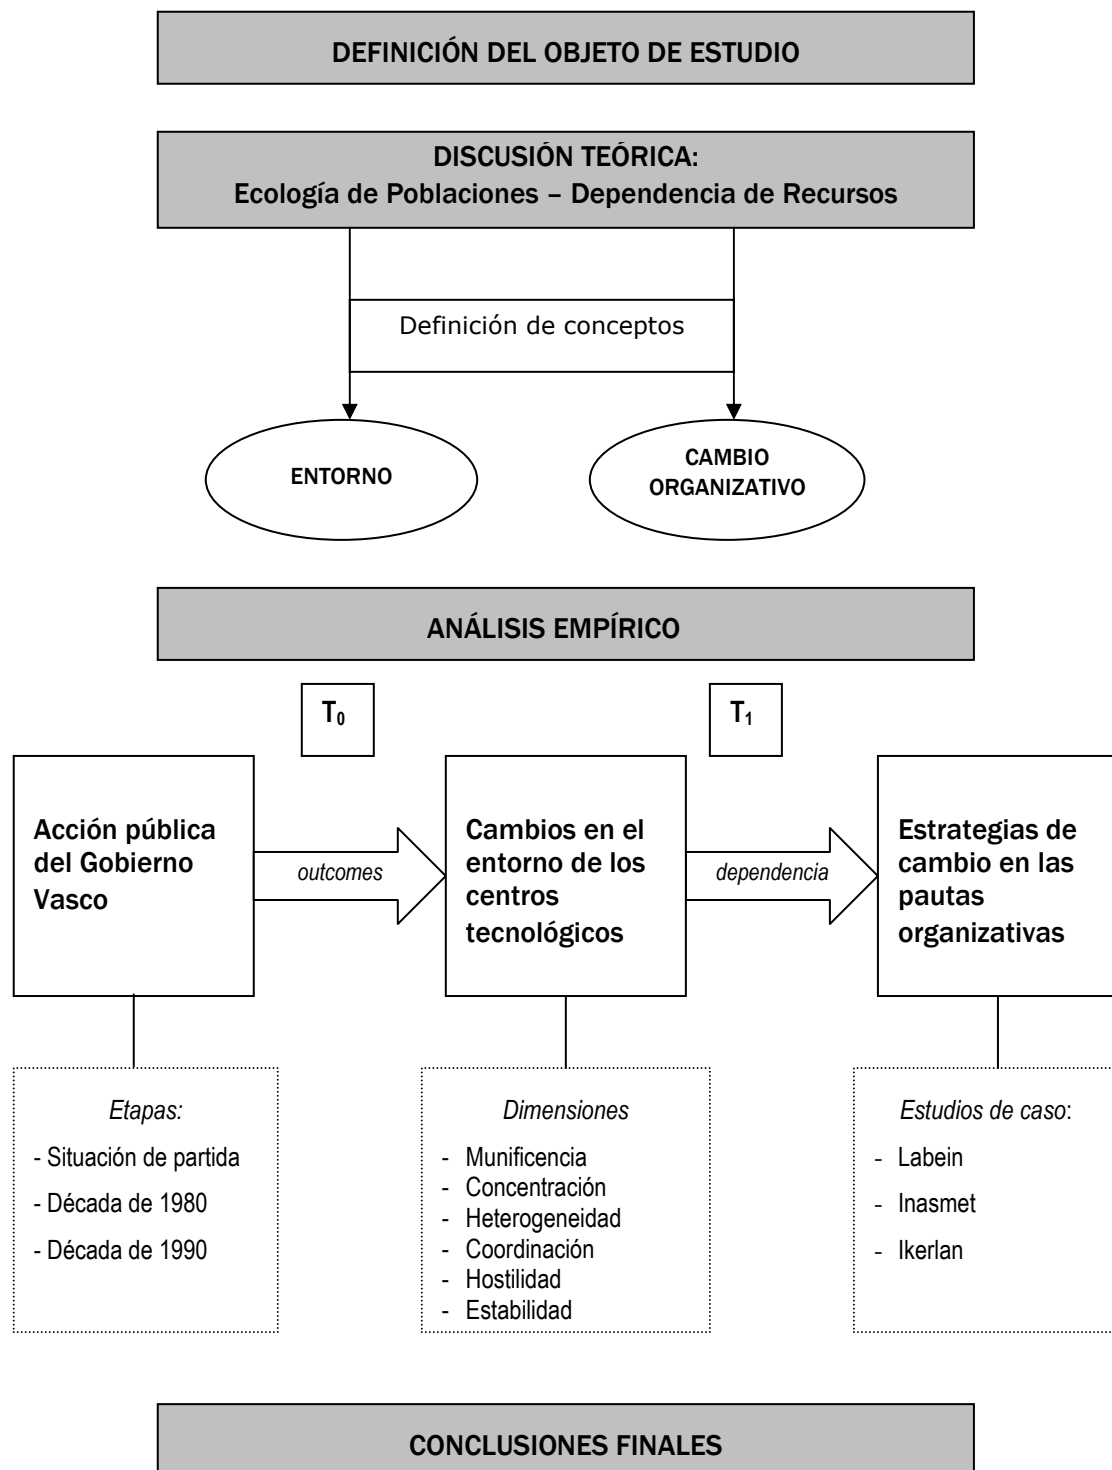 DEFINICIÓN DEL OBJETO DE ESTUDIO
DISCUSIÓN TEÓRICA:
Ecología de Poblaciones – Dependencia de Recursos
Definición de conceptos
ENTORNO
CAMBIO
ORGANIZATIVO
ANÁLISIS EMPÍRICO
T₀
T₁
Acción pública
del Gobierno
Vasco
outcomes
Cambios en el
entorno de los
centros
tecnológicos
dependencia
Estrategias de
cambio en las
pautas
organizativas
Etapas:
- Situación de partida
- Década de 1980
- Década de 1990
Dimensiones
- Munificencia
- Concentración
- Heterogeneidad
- Coordinación
- Hostilidad
- Estabilidad
Estudios de caso:
- Labein
- Inasmet
- Ikerlan
CONCLUSIONES FINALES